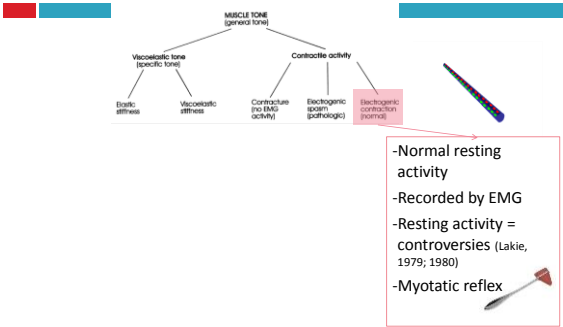 MUSCLE TONE
(general tone)
Viscoelastic tone
(specific tone)
Contractile activity
Elastic
stiffness
Viscoelastic
stiffness
Contracture
(no EMG
activity)
Electrogenic
spasm
(pathologic)
Electrogenic
contraction
(normal)
-Normal resting
activity
-Recorded by EMG
-Resting activity =
controversies (Lakie,
1979; 1980)
-Myotatic reflex